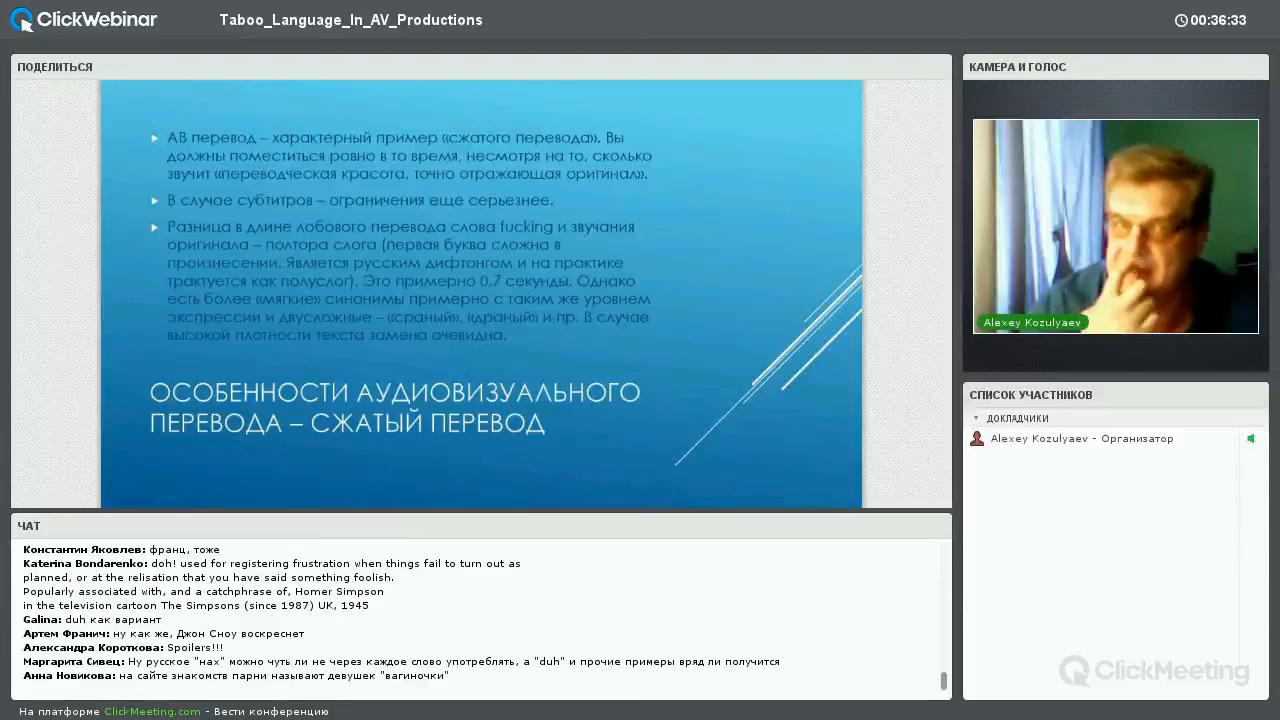 ClickWebinar
Taboo_Language_In_AV_Productions
00:36:33
ПОДЕЛИТЬСЯ
АВ перевод – характерный пример «сжатого перевода». Вы
должны поместиться ровно в то время, несмотря на то, сколько
звучит «переводческая красота, точно отражающая оригинал».
В случае субтитров – ограничения еще серьезнее.
Разница в длине лобового перевода слова fucking и звучания
оригинала – полтора слога (первая буква сложна в
произнесении. Является русским дифтонгом и на практике
трактуется как полуслог). Это примерно 0,7 секунды. Однако
есть более «мягкие» синонимы примерно с таким же уровнем
экспрессии и двусложные – «сраный», «драный» и пр. В случае
высокой плотности текста замена очевидна.
ОСОБЕННОСТИ АУДИОВИЗУАЛЬНОГО
ПЕРЕВОДА – СЖАТЫЙ ПЕРЕВОД
КАМЕРА И ГОЛОС
Alexey Kozulyaev
СПИСОК УЧАСТНИКОВ
ДОКЛАДЧИКИ
Alexey Kozulyaev - Организатор
ЧАТ
Константин Яковлев: франц, тоже
Katerina Bondarenko: doh! used for registering frustration when things fail to turn out as
planned, or at the relisation that you have said something foolish.
Popularly associated with, and a catchphrase of, Homer Simpson
in the television cartoon The Simpsons (since 1987) UK, 1945
Galina: duh как вариант
Артем Франич: ну как же, Джон Сноу воскреснет
Александра Короткова: Spoilers!!!
Маргарита Сивец: Ну русское "нах" можно чуть ли не через каждое слово употреблять, а "duh" и прочие примеры вряд ли получится
Анна Новикова: на сайте знакомств парни называют девушек "вагиночки"
ClickMeeting
На платформе ClickMeeting.com - Вести конференцию